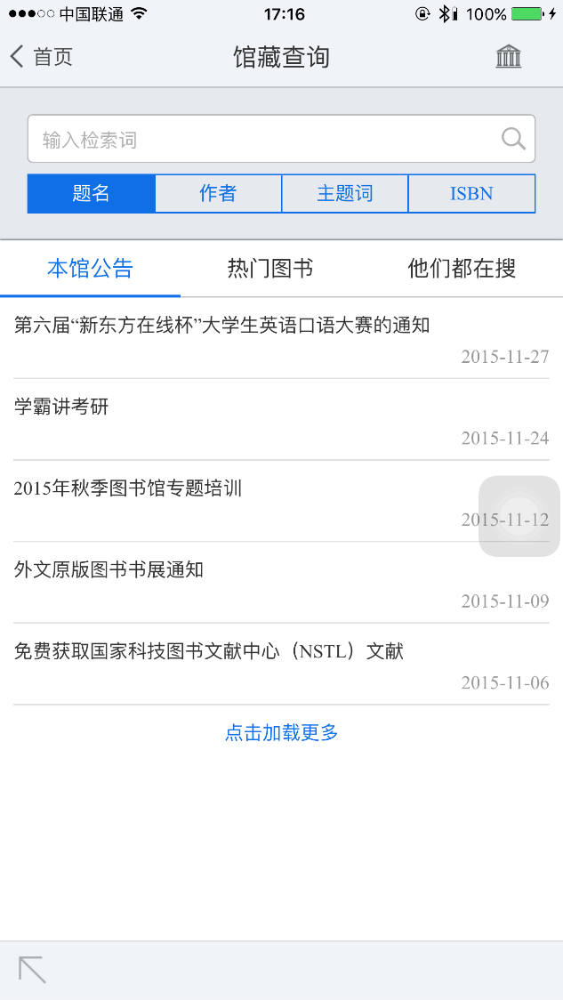 中国联通 17:16 100%
首页 馆藏查询
输入检索词
题名 作者 主题词 ISBN
本馆公告 热门图书 他们都在搜
第六届“新东方在线杯”大学生英语口语大赛的通知
2015-11-27
学霸讲考研
2015-11-24
2015年秋季图书馆专题培训
2015-11-12
外文原版图书书展通知
2015-11-09
免费获取国家科技图书文献中心（NSTL）文献
2015-11-06
点击加载更多